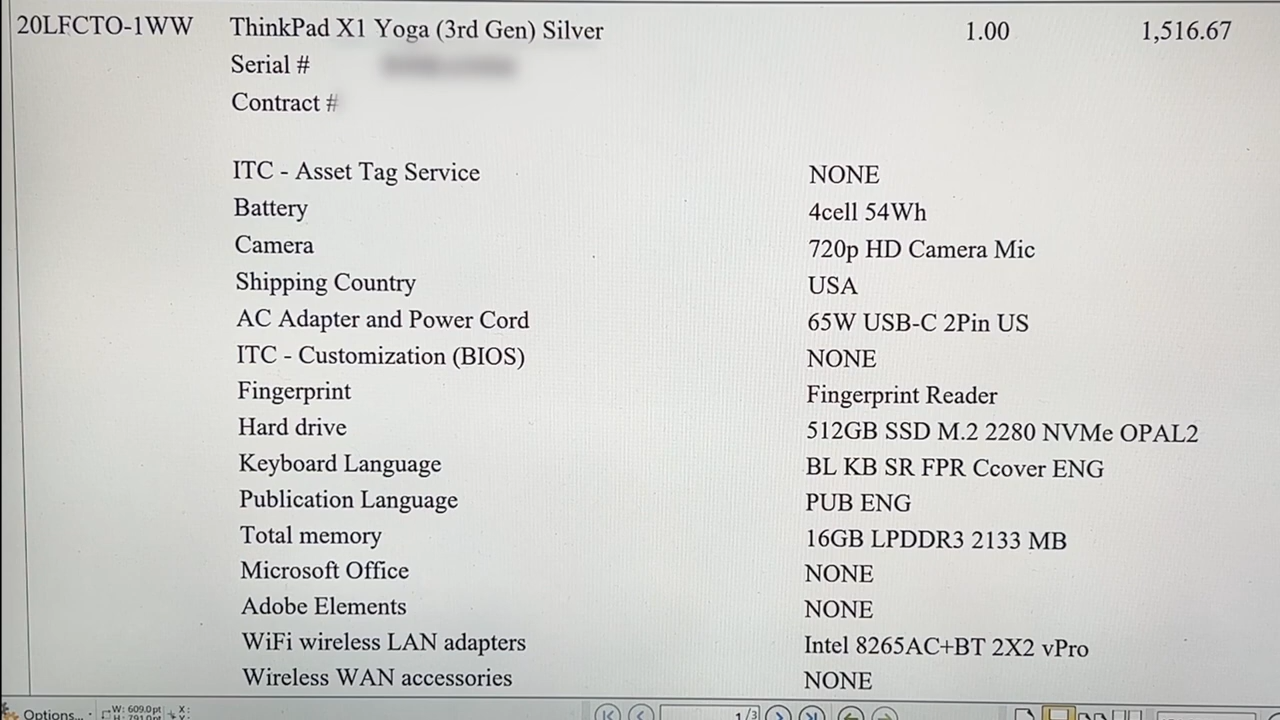 20LFCTO-1WW ThinkPad X1 Yoga (3rd Gen) Silver 1.00 1,516.67
Serial #
Contract #
ITC - Asset Tag Service NONE
Battery 4cell 54Wh
Camera 720p HD Camera Mic
Shipping Country USA
AC Adapter and Power Cord 65W USB-C 2Pin US
ITC - Customization (BIOS) NONE
Fingerprint Fingerprint Reader
Hard drive 512GB SSD M.2 2280 NVMe OPAL2
Keyboard Language BL KB SR FPR Ccover ENG
Publication Language PUB ENG
Total memory 16GB LPDDR3 2133 MB
Microsoft Office NONE
Adobe Elements NONE
WiFi wireless LAN adapters Intel 8265AC+BT 2X2 vPro
Wireless WAN accessories NONE
Options... W: 609.0 pt X: 1/3